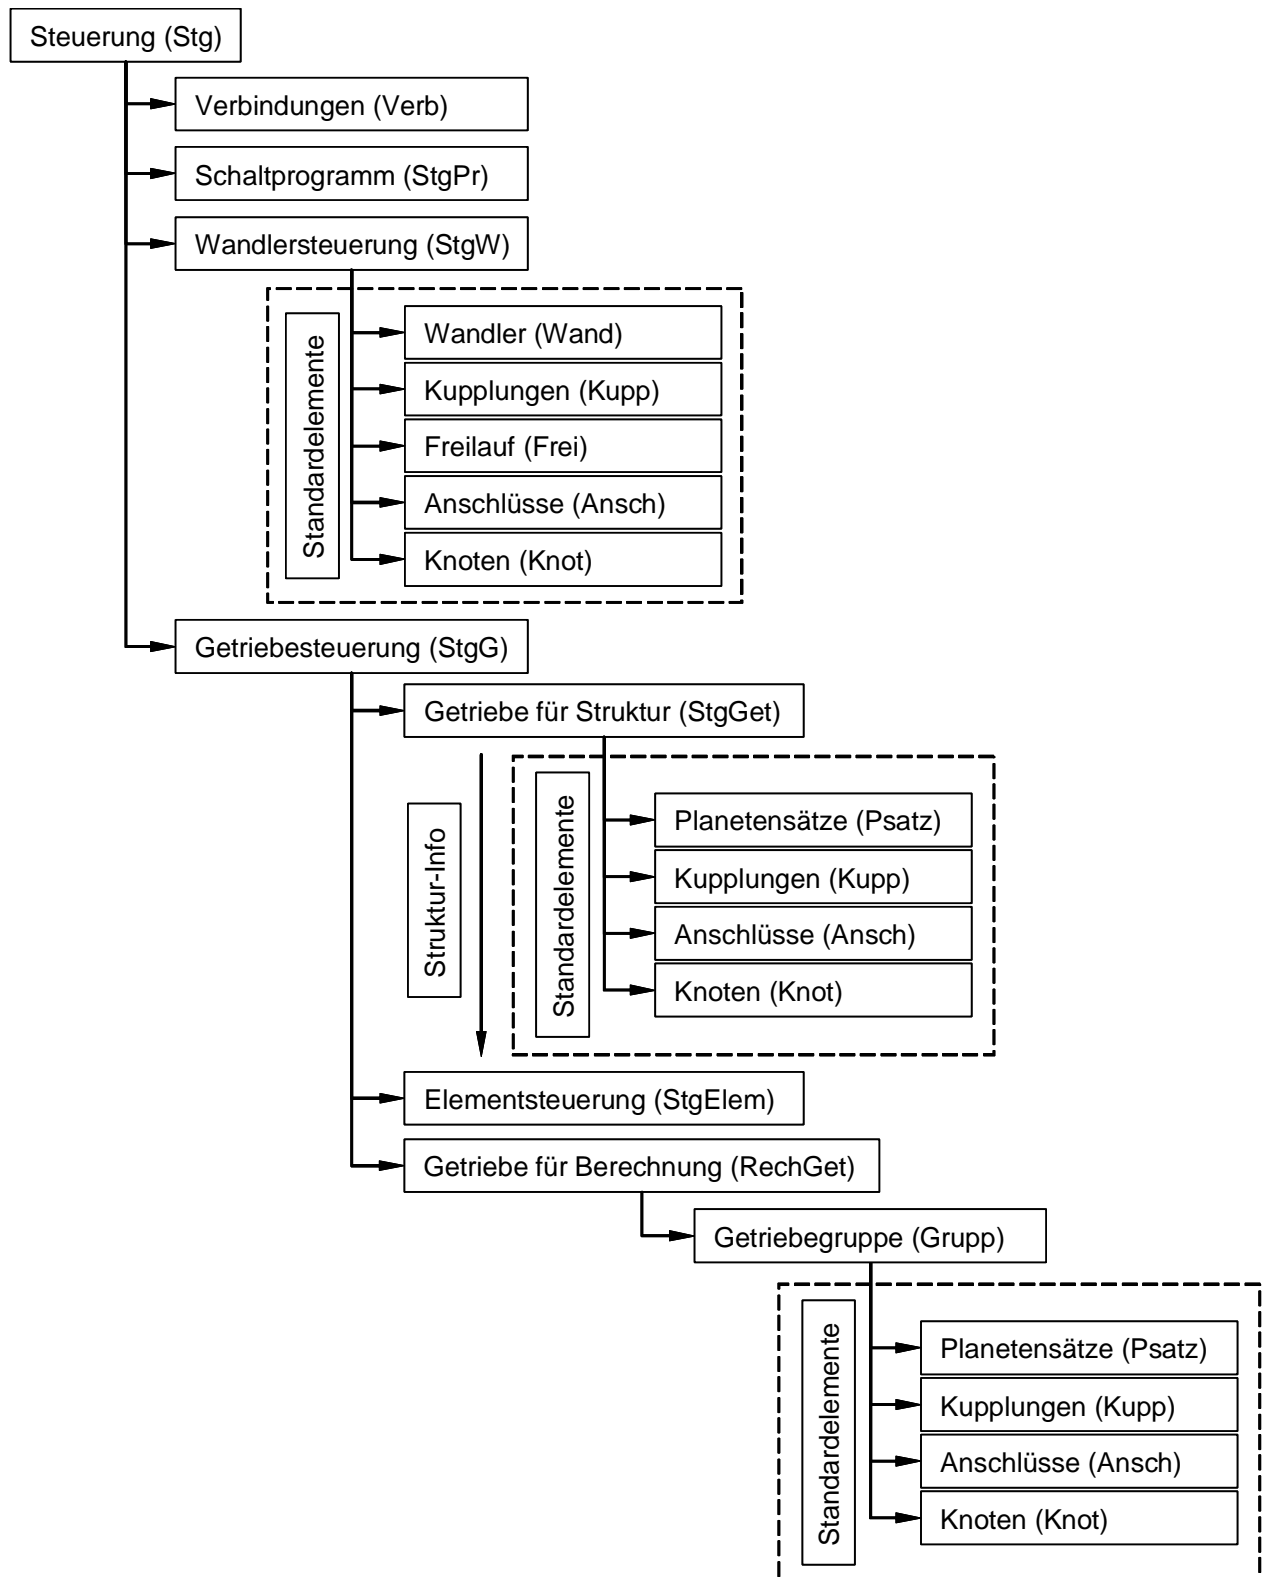 Steuerung (Stg)
Verbindungen (Verb)
Schaltprogramm (StgPr)
Wandlersteuerung (StgW)
Standardelemente
Wandler (Wand)
Kupplungen (Kupp)
Freilauf (Frei)
Anschlüsse (Ansch)
Knoten (Knot)
Getriebesteuerung (StgG)
Getriebe für Struktur (StgGet)
Struktur-Info
Standardelemente
Planetensätze (Psatz)
Kupplungen (Kupp)
Anschlüsse (Ansch)
Knoten (Knot)
Elementsteuerung (StgElem)
Getriebe für Berechnung (RechGet)
Getriebegruppe (Grupp)
Standardelemente
Planetensätze (Psatz)
Kupplungen (Kupp)
Anschlüsse (Ansch)
Knoten (Knot)